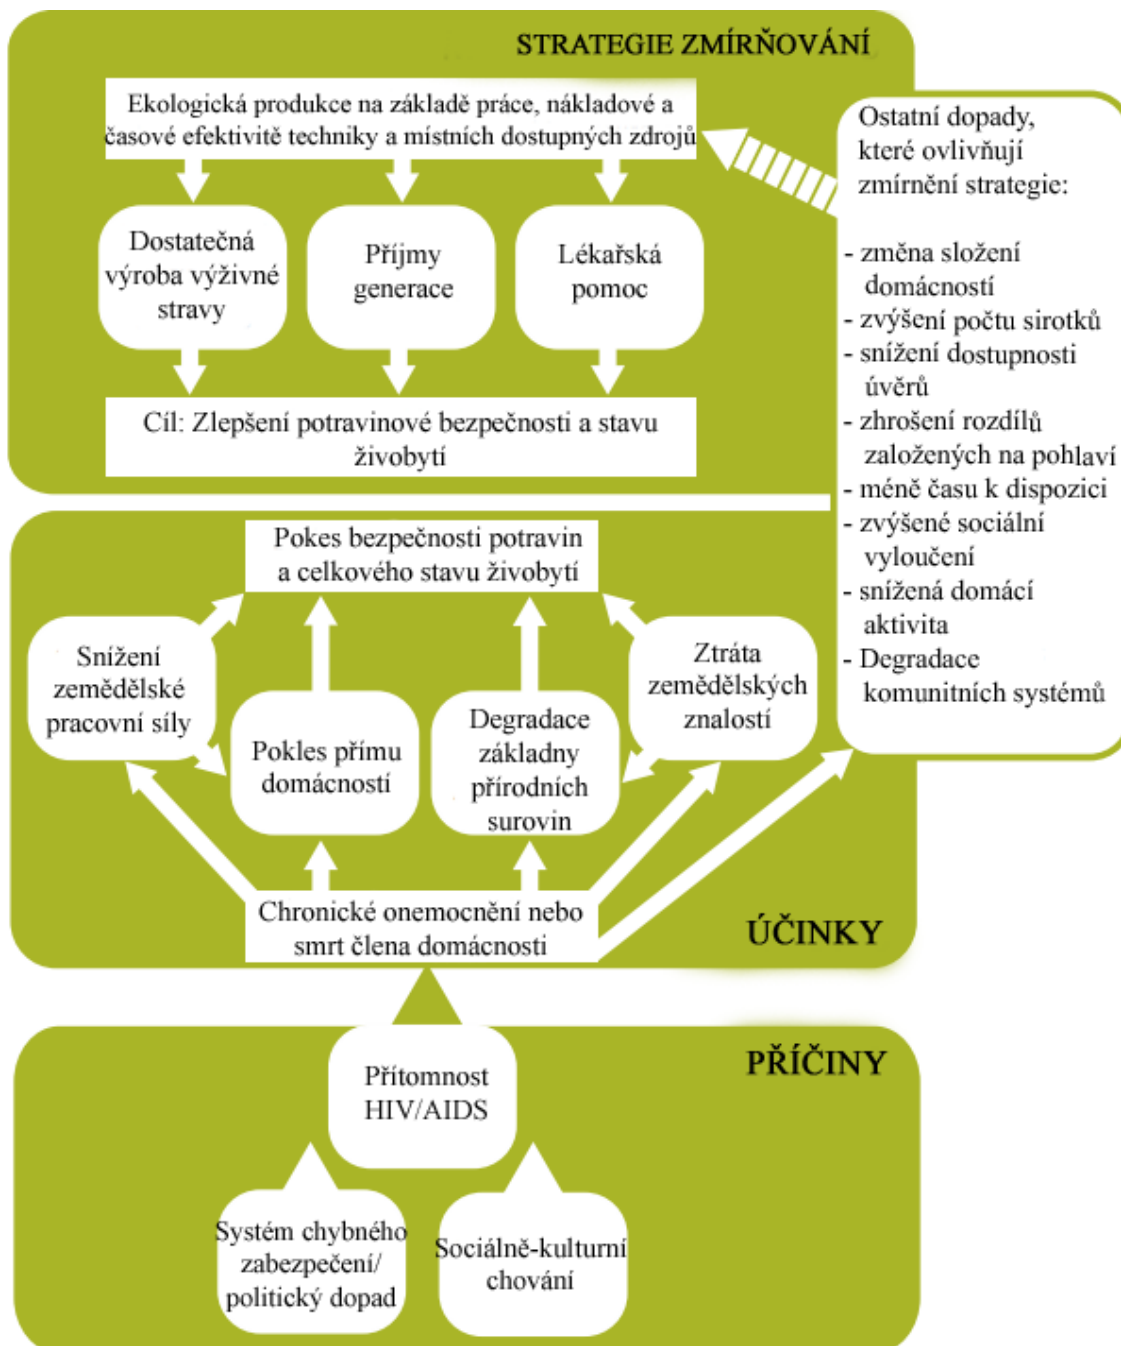 STRATEGIE ZMÍRŇOVÁNÍ
Ekologická produkce na základě práce, nákladové a
časové efektivitě techniky a místních dostupných zdrojů
Dostatečná
výroba výživné
stravy
Příjmy
generace
Lékařská
pomoc
Cíl: Zlepšení potravinové bezpečnosti a stavu
živobytí
Ostatní dopady,
které ovlivňují
zmírnění strategie:
- změna složení
domácností
- zvýšení počtu sirotků
- snížení dostupnosti
úvěrů
- zhrošení rozdílů
založených na pohlaví
- méně času k dispozici
- zvýšené sociální
vyloučení
- snížená domácí
aktivita
- Degradace
komunitních systémů
Pokes bezpečnosti potravin
a celkového stavu živobytí
Snížení
zemědělské
pracovní síly
Pokles přímu
domácností
Degradace
základny
přírodních
surovin
Ztráta
zemědělských
znalostí
Chronické onemocnění nebo
smrt člena domácnosti
ÚČINKY
PŘÍČINY
Přítomnost
HIV/AIDS
Systém chybného
zabezpečení/
politický dopad
Sociálně-kulturní
chování